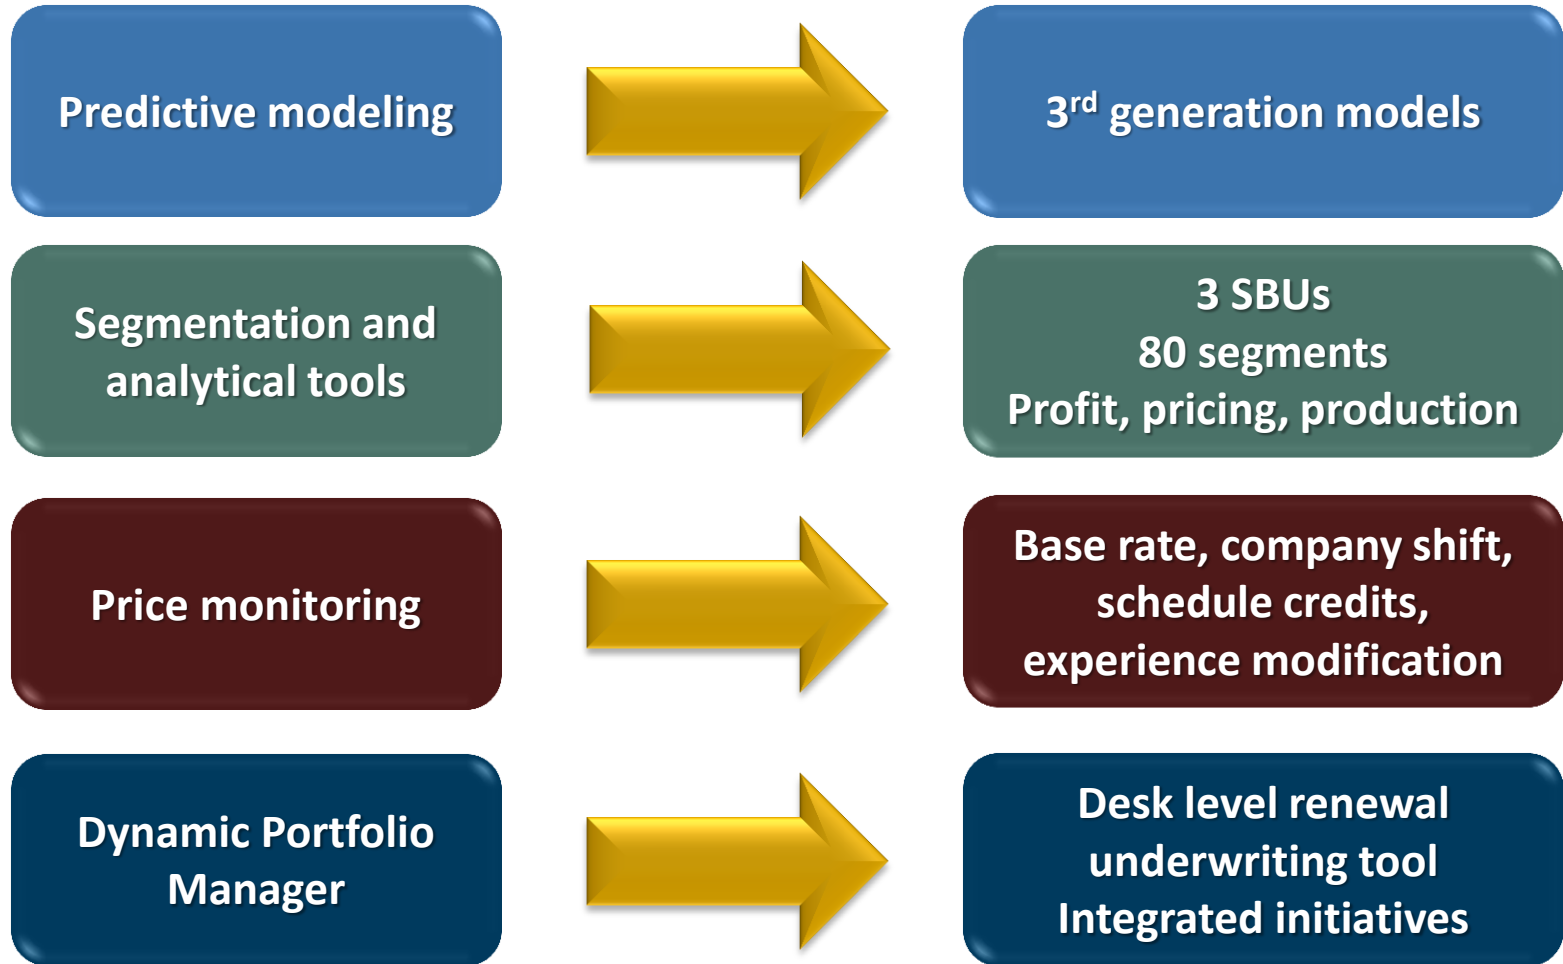 Predictive modeling
3rd generation models
Segmentation and
analytical tools
3 SBUs
80 segments
Profit, pricing, production
Price monitoring
Base rate, company shift,
schedule credits,
experience modification
Dynamic Portfolio
Manager
Desk level renewal
underwriting tool
Integrated initiatives